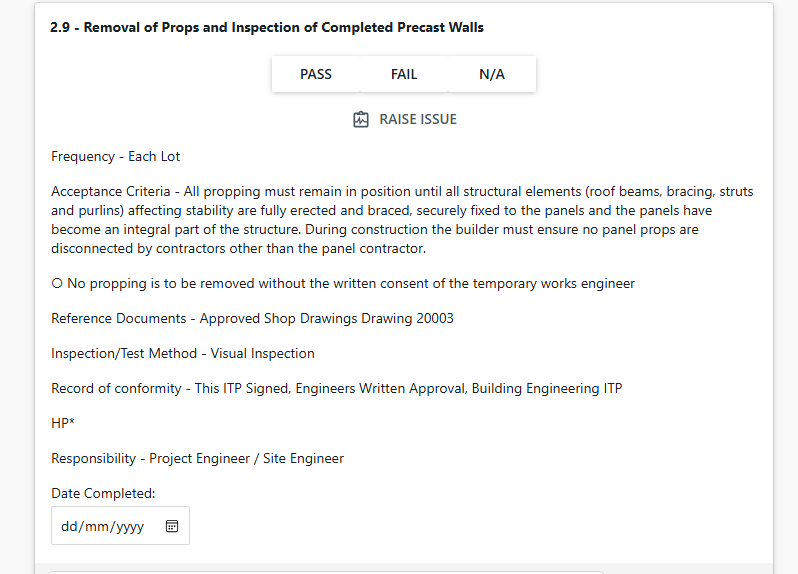 2.9 - Removal of Props and Inspection of Completed Precast Walls
PASS FAIL N/A
RAISE ISSUE
Frequency - Each Lot
Acceptance Criteria - All propping must remain in position until all structural elements (roof beams, bracing, struts
and purlins) affecting stability are fully erected and braced, securely fixed to the panels and the panels have
become an integral part of the structure. During construction the builder must ensure no panel props are
disconnected by contractors other than the panel contractor.
O No propping is to be removed without the written consent of the temporary works engineer
Reference Documents - Approved Shop Drawings Drawing 20003
Inspection/Test Method - Visual Inspection
Record of conformity - This ITP Signed, Engineers Written Approval, Building Engineering ITP
HP*
Responsibility - Project Engineer / Site Engineer
Date Completed:
dd/mm/yyyy